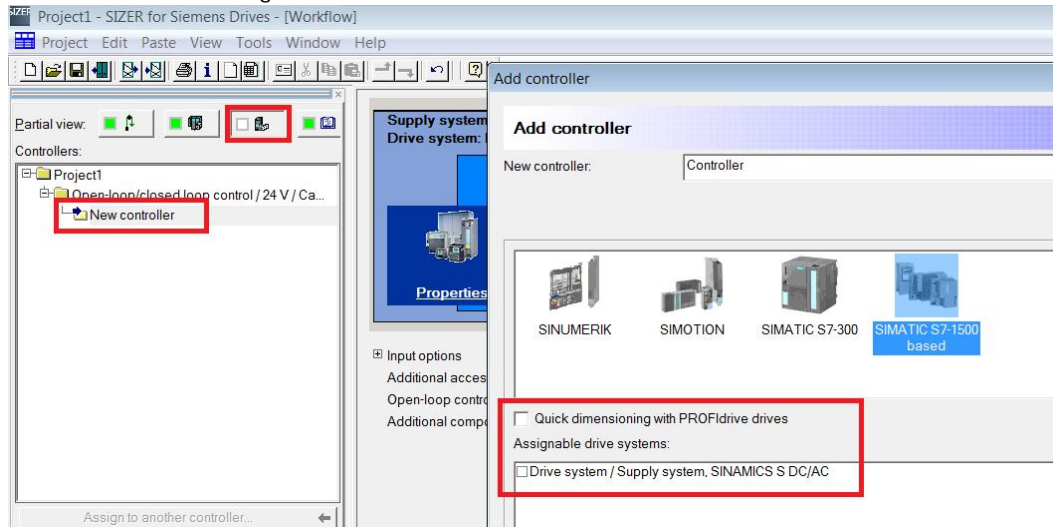 Project1 - SIZER for Siemens Drives - [Workflow]
Project Edit Paste View Tools Window Help
Add controller
Partial view:
Controllers:
Project1
Open-loop/closed loop control / 24 V / Ca...
New controller
Assign to another controller...
Supply system
Drive system:
Properties
Input options
Additional acces
Open-loop contro
Additional compo
Add controller
New controller: Controller
SINUMERIK SIMOTION SIMATIC S7-300 SIMATIC S7-1500
based
Quick dimensioning with PROFIdrive drives
Assignable drive systems:
Drive system / Supply system, SINAMICS S DC/AC